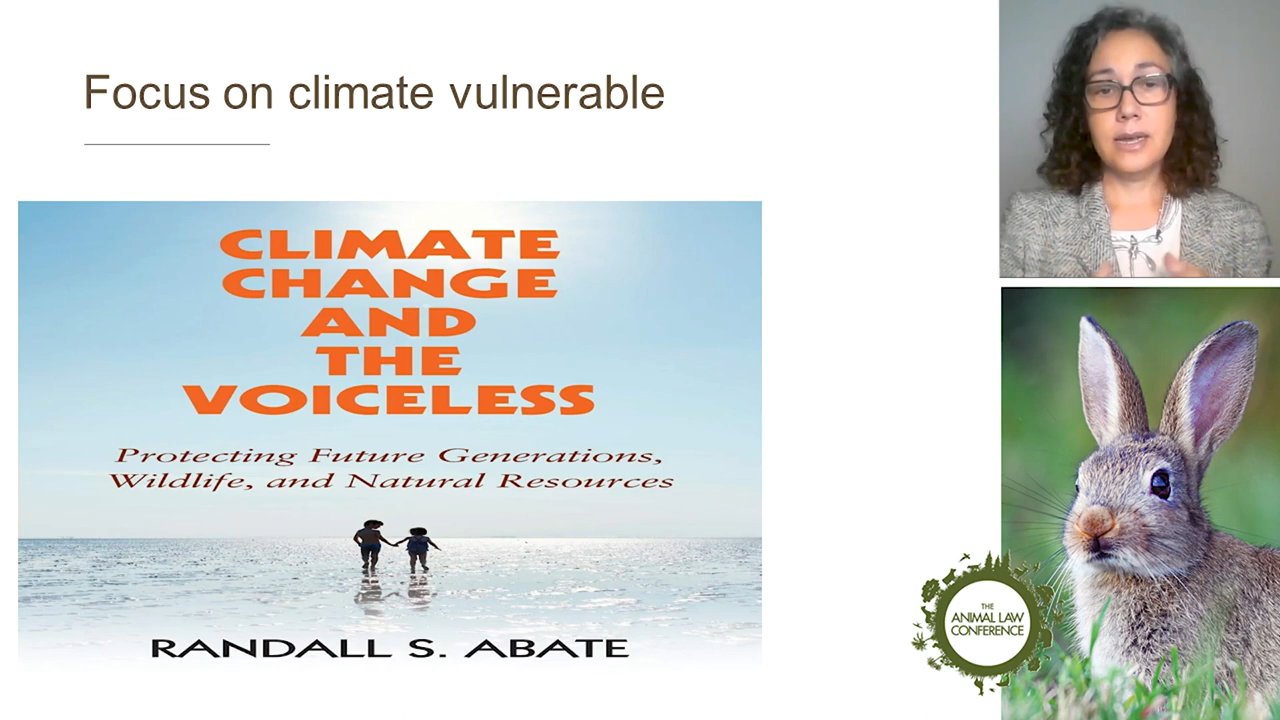 Focus on climate vulnerable
CLIMATE
CHANGE
AND
THE
VOICELESS
Protecting Future Generations,
Wildlife, and Natural Resources
RANDALL S. ABATE
THE
ANIMAL LAW
CONFERENCE